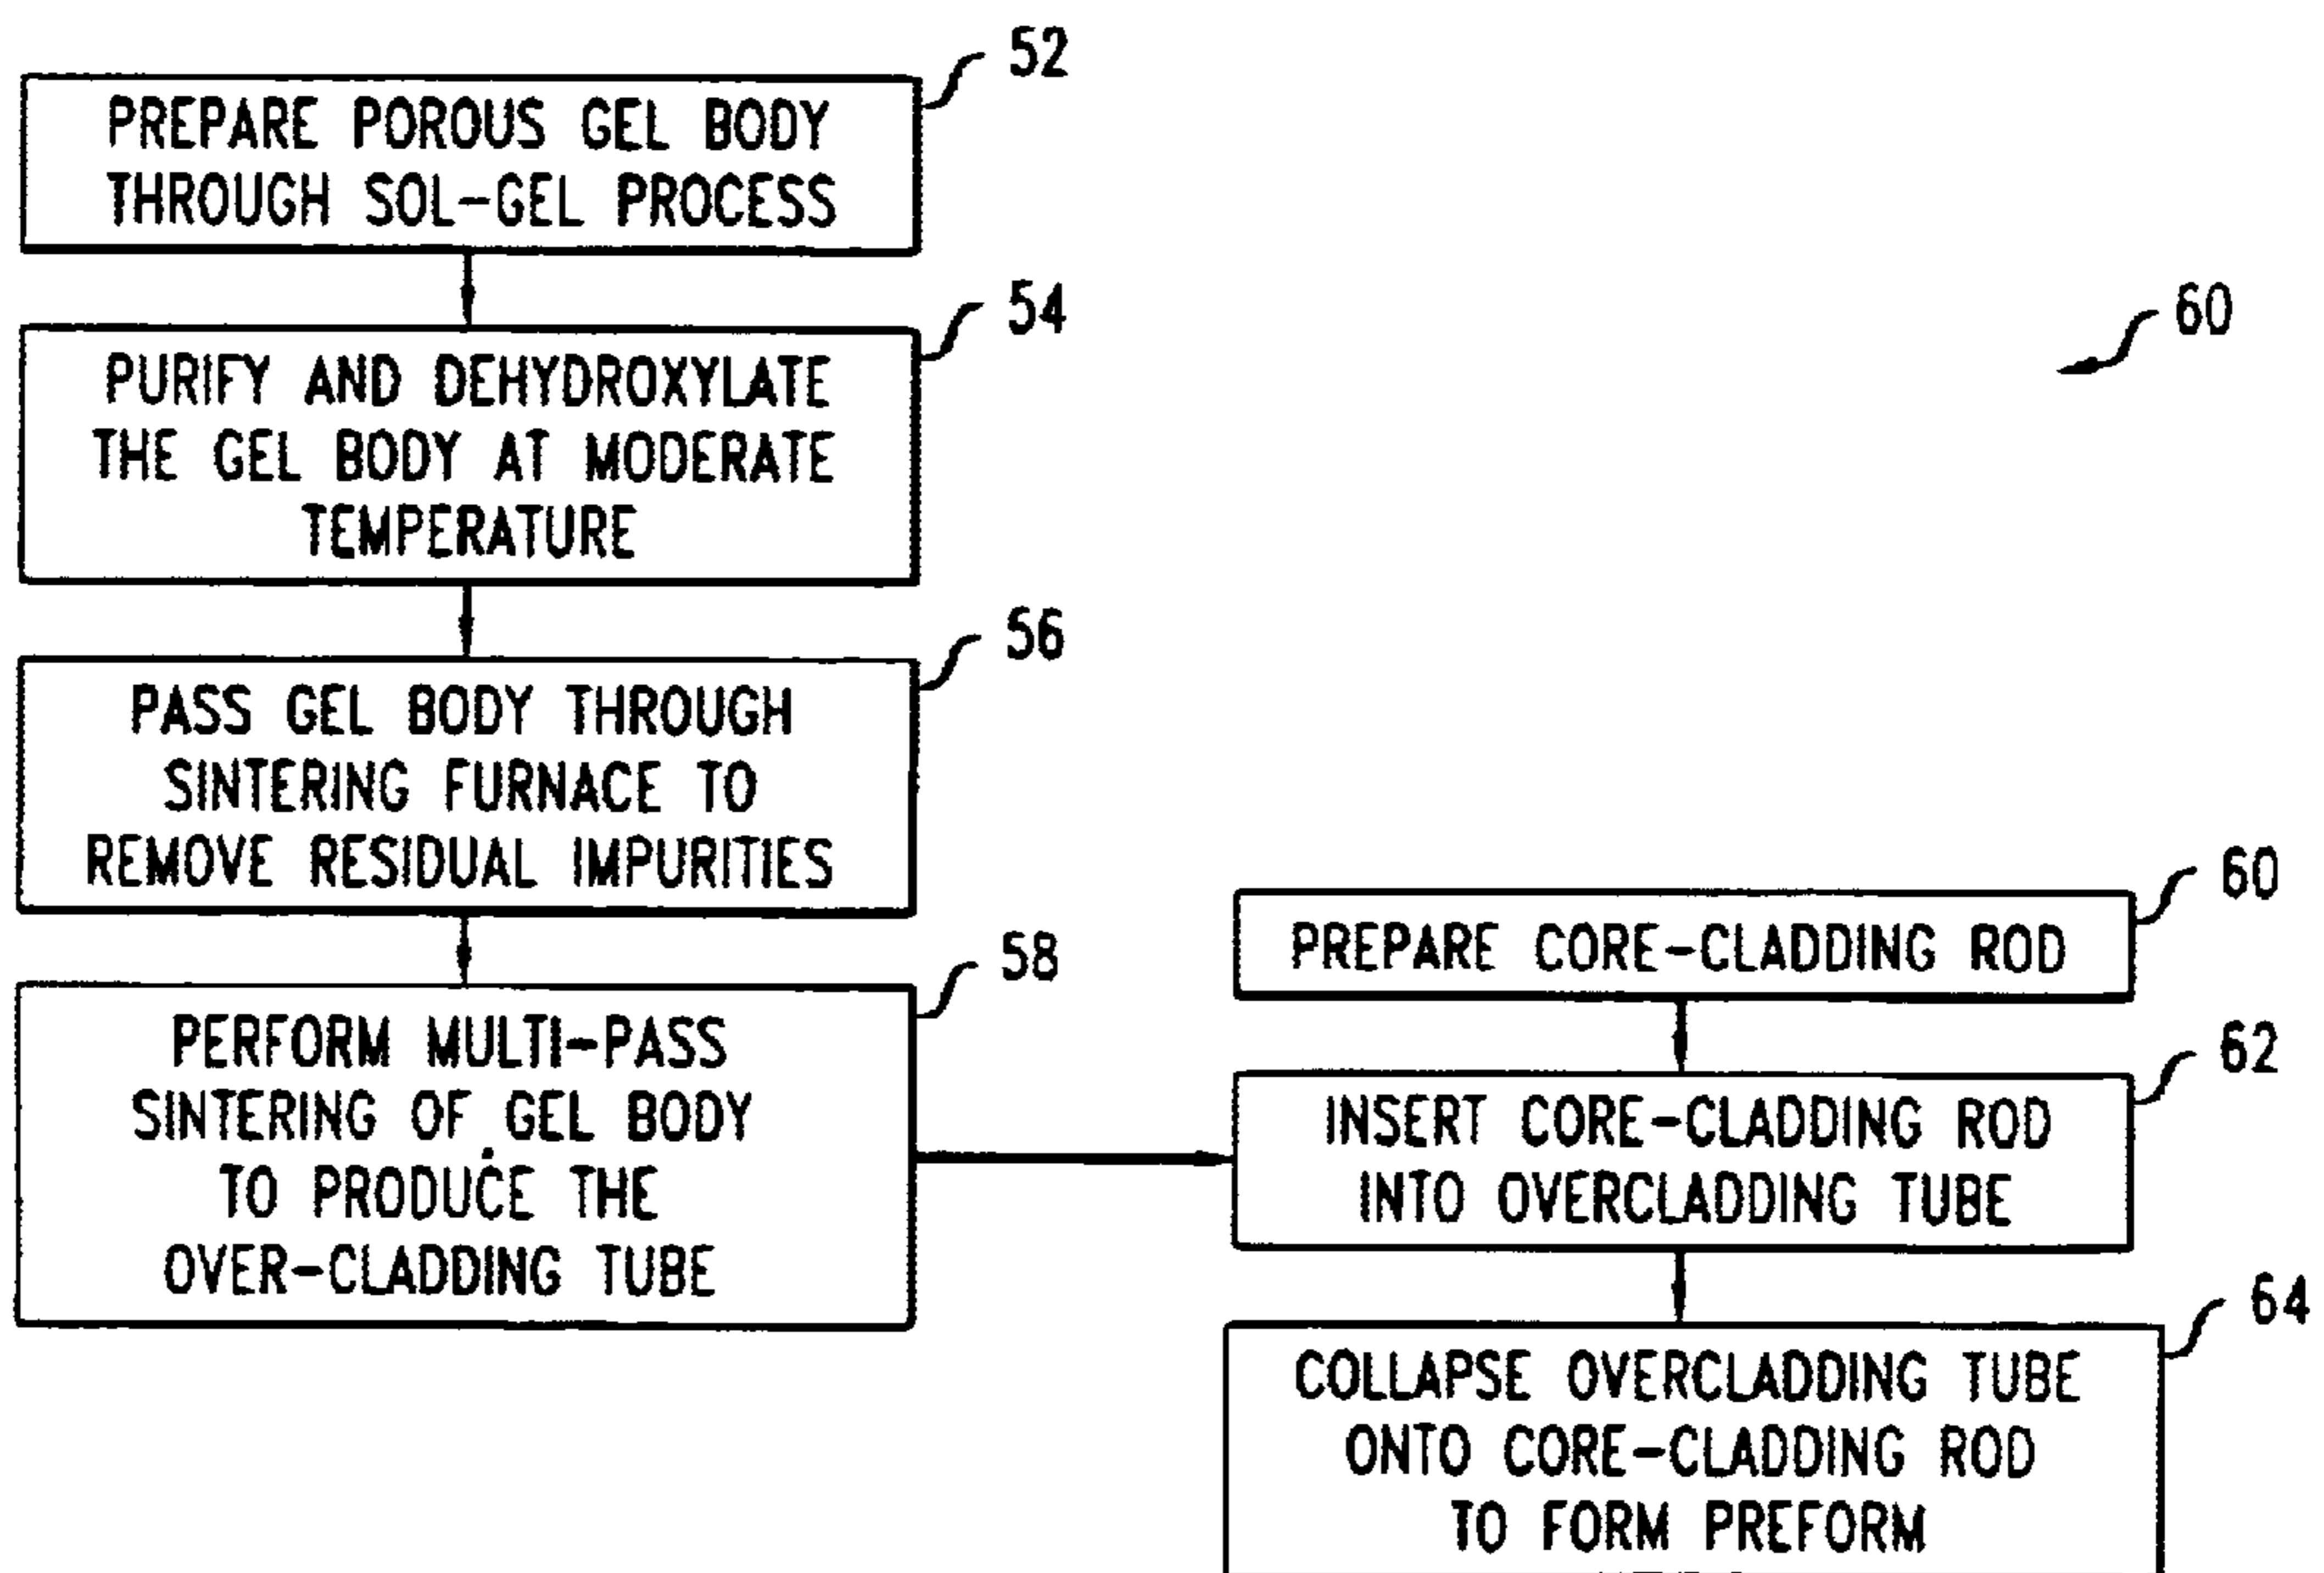 52
PREPARE POROUS GEL BODY
THROUGH SOL-GEL PROCESS
54
PURIFY AND DEHYDROXYLATE
THE GEL BODY AT MODERATE
TEMPERATURE
60
56
PASS GEL BODY THROUGH
SINTERING FURNACE TO
REMOVE RESIDUAL IMPURITIES
58
PERFORM MULTI-PASS
SINTERING OF GEL BODY
TO PRODUCE THE
OVER-CLADDING TUBE
60
PREPARE CORE-CLADDING ROD
62
INSERT CORE-CLADDING ROD
INTO OVERCLADDING TUBE
64
COLLAPSE OVERCLADDING TUBE
ONTO CORE-CLADDING ROD
TO FORM PREFORM